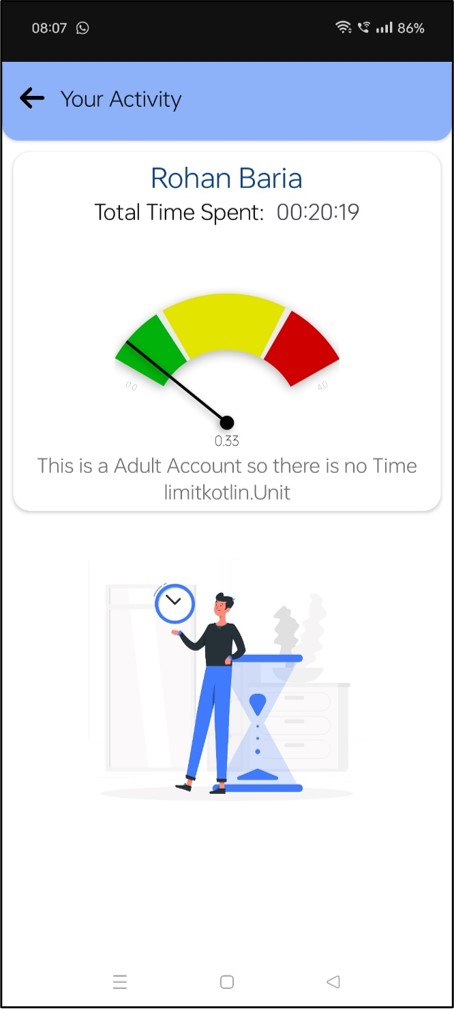 08:07 86%
Your Activity
Rohan Baria
Total Time Spent: 00:20:19
0.0 4.0
0.33
This is a Adult Account so there is no Time
limitkotlin.Unit